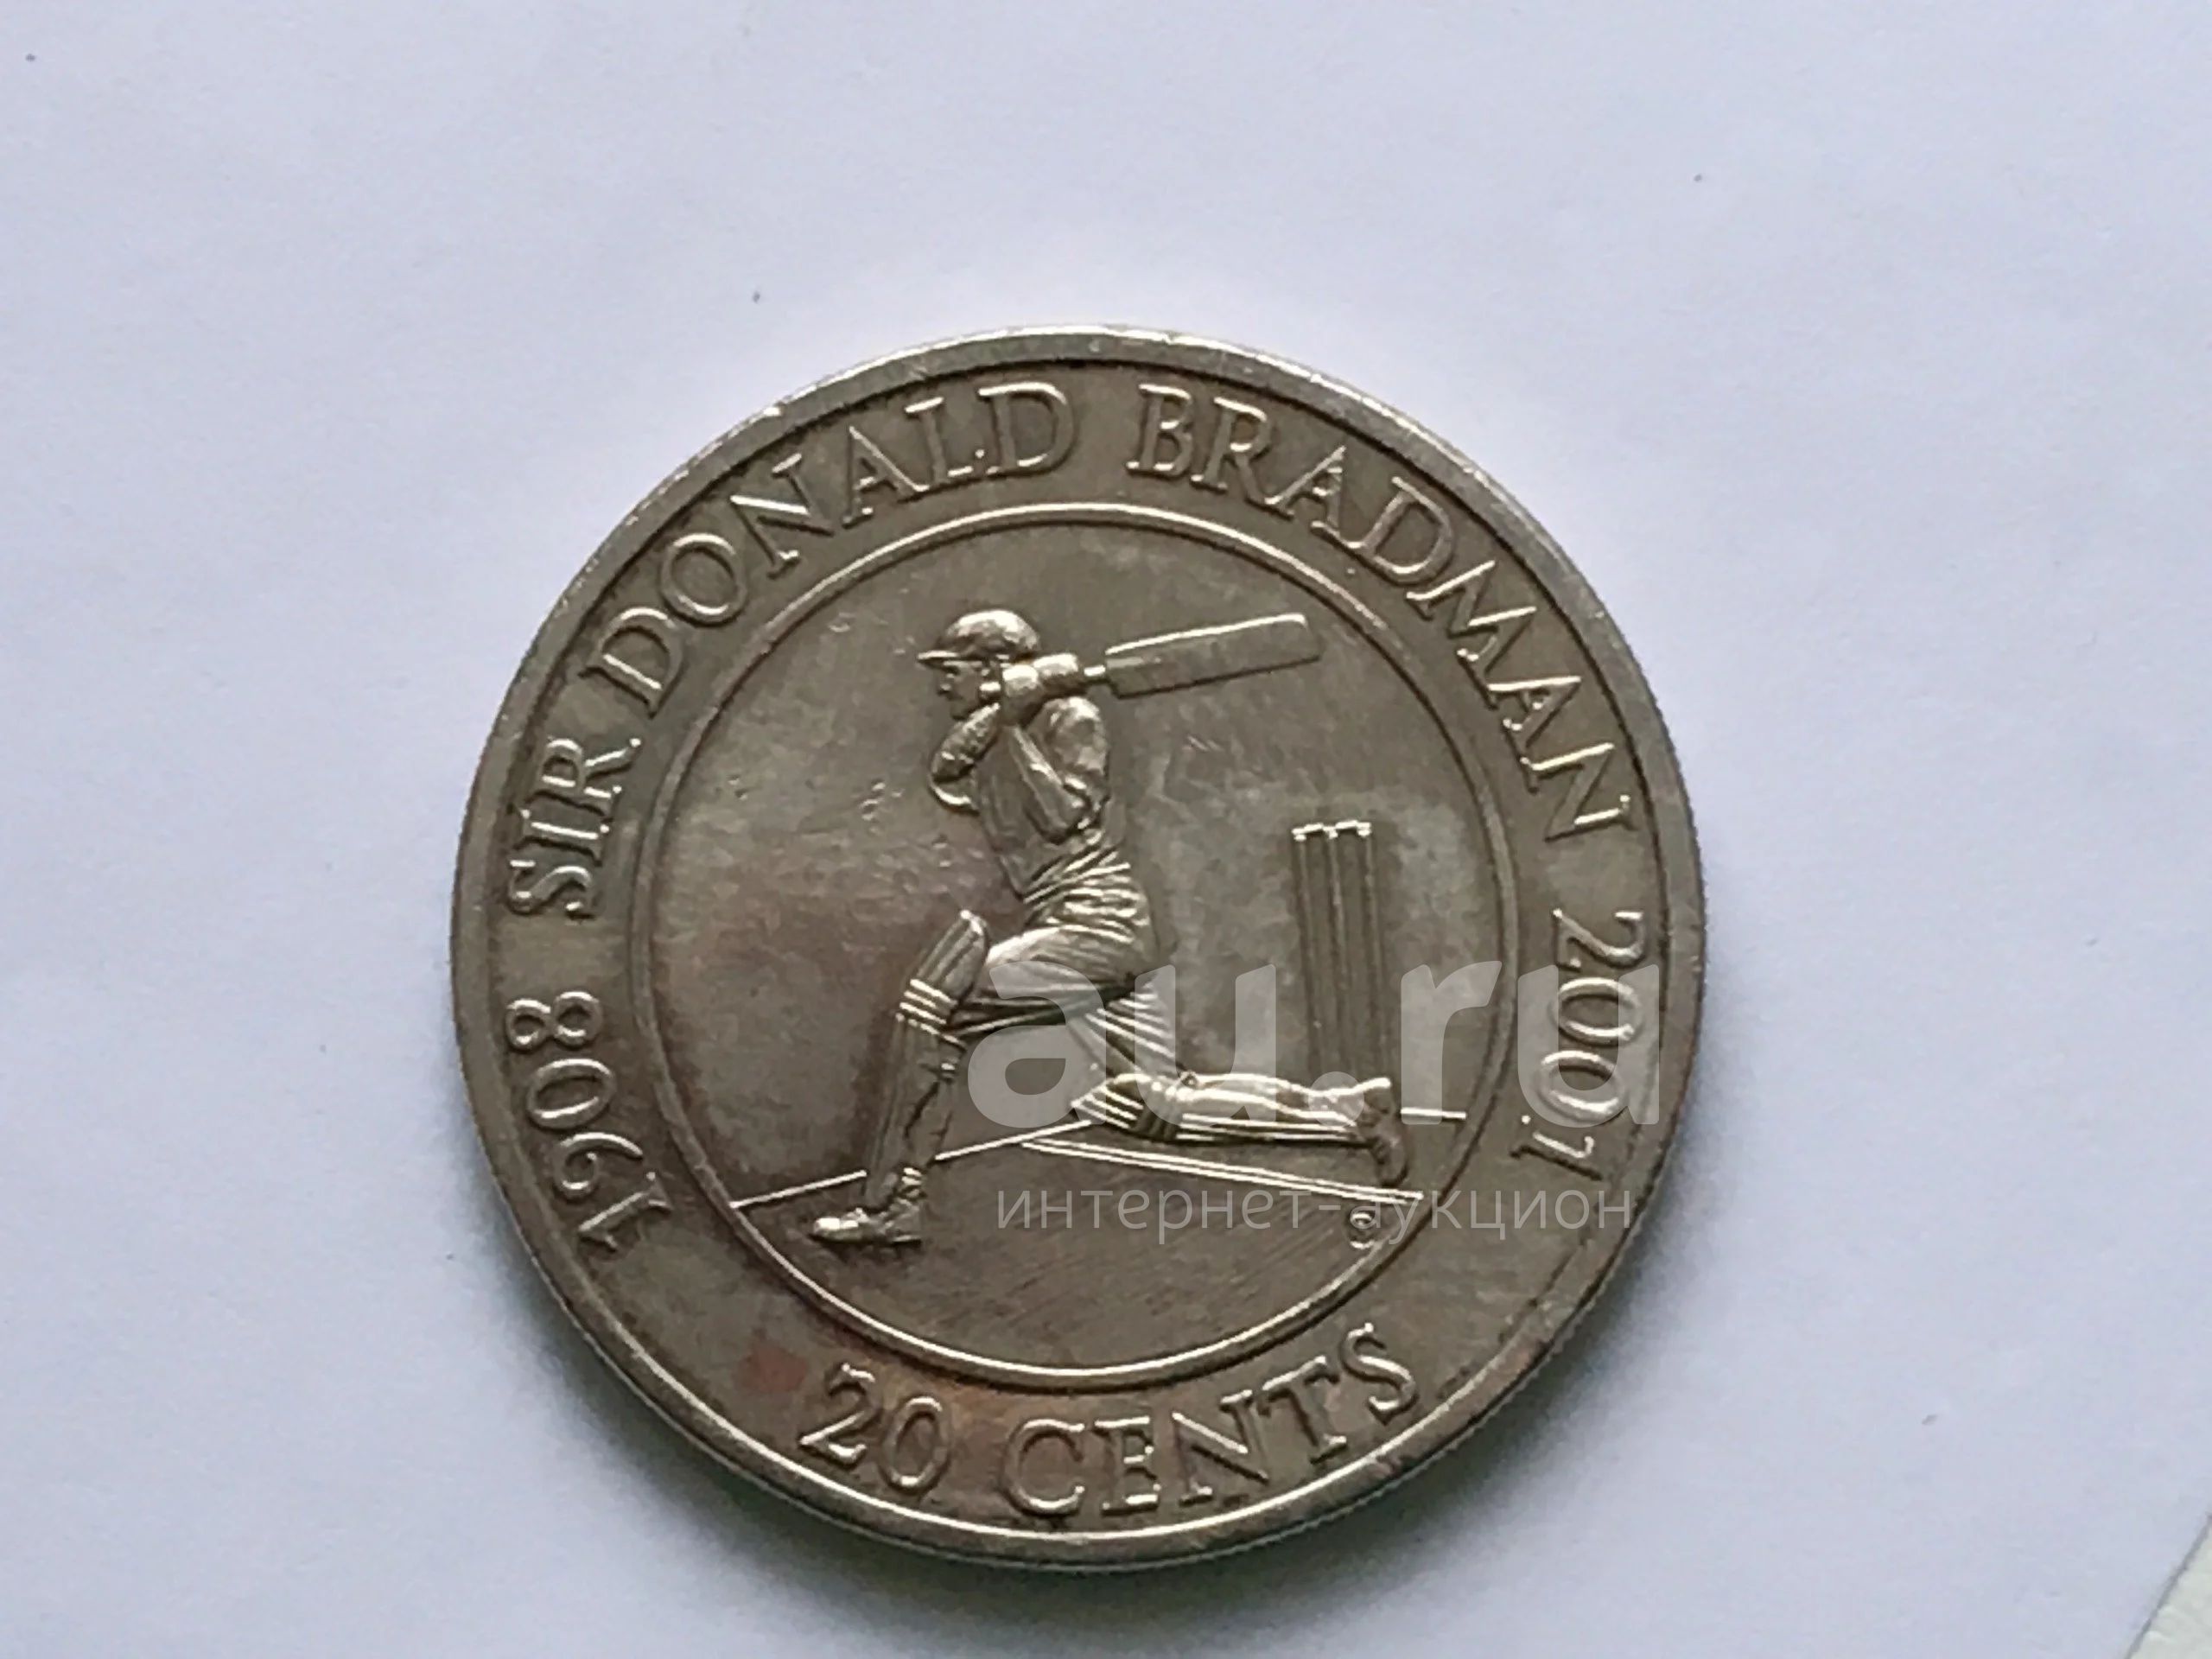 1908 SIR DONALD BRADMAN 2001
20 CENTS
au.ru
интернет-аукцион